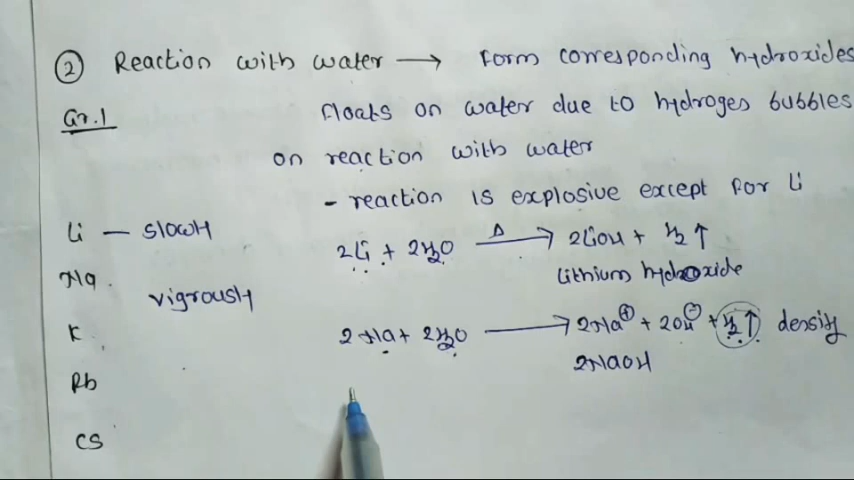 ② Reaction with water → Form corresponding hydroxides
Gr.1 Floats on water due to hydroges bubbles
on reaction with water
- reaction is explosive except for Li
Li — slowly
2Li + 2H₂O —Δ→ 2LiOH + H₂↑
Lithium hydroxide
Na
vigrously
K 2Na + 2H₂O → 2Na⊕ + 2OH⊖ + H₂↑ density
2NaOH
Rb
CS